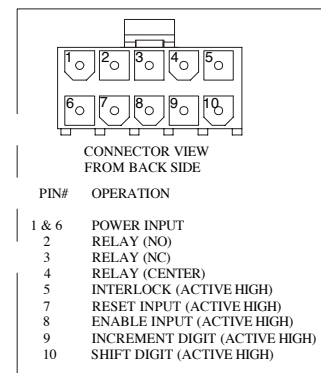 1 2 3 4 5
6 7 8 9 10
CONNECTOR VIEW
FROM BACK SIDE
PIN# OPERATION
1 & 6 POWER INPUT
2 RELAY (NO)
3 RELAY (NC)
4 RELAY (CENTER)
5 INTERLOCK (ACTIVE HIGH)
7 RESET INPUT (ACTIVE HIGH)
8 ENABLE INPUT (ACTIVE HIGH)
9 INCREMENT DIGIT (ACTIVE HIGH)
10 SHIFT DIGIT (ACTIVE HIGH)